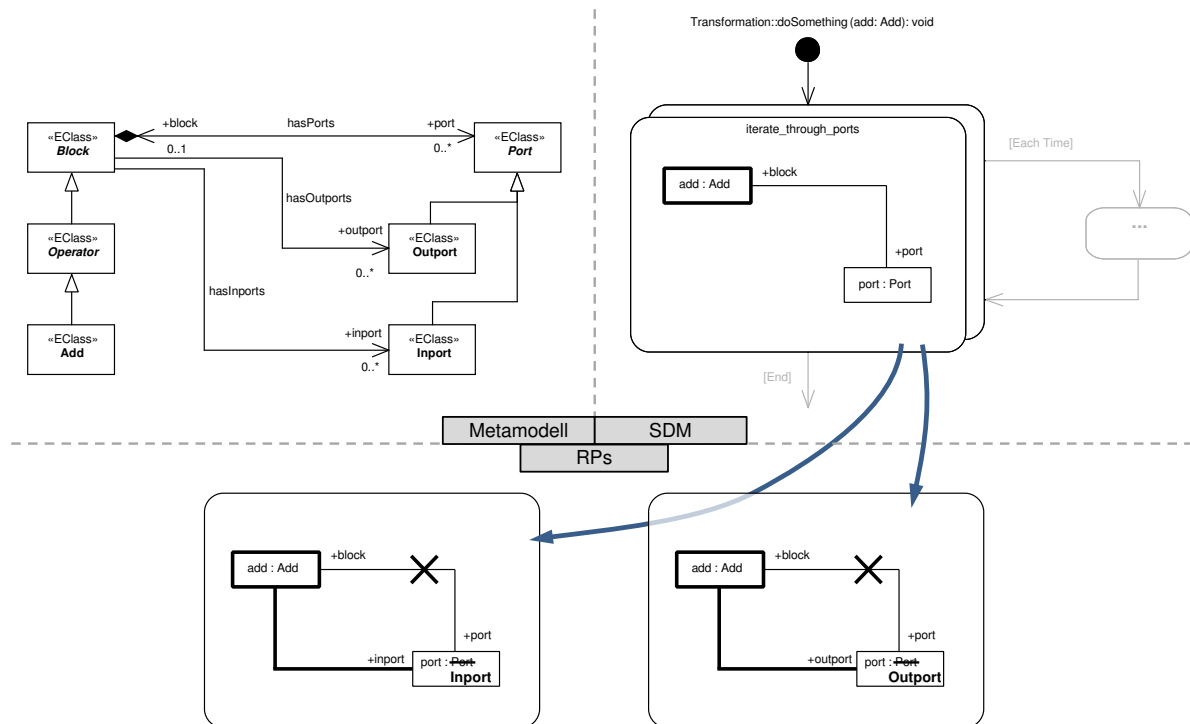 Transformation::doSomething (add: Add): void
«EClass»
Block
+block
hasPorts
+port
«EClass»
Port
0..1
0..*
hasOutports
«EClass»
Operator
+outport
«EClass»
Outport
0..*
hasInports
«EClass»
Add
+inport
«EClass»
Inport
0..*
iterate_through_ports
add : Add
+block
+port
port : Port
[Each Time]
...
[End]
Metamodell
SDM
RPs
add : Add
+block
+port
+inport
port : Port
Inport
add : Add
+block
+port
+outport
port : Port
Outport